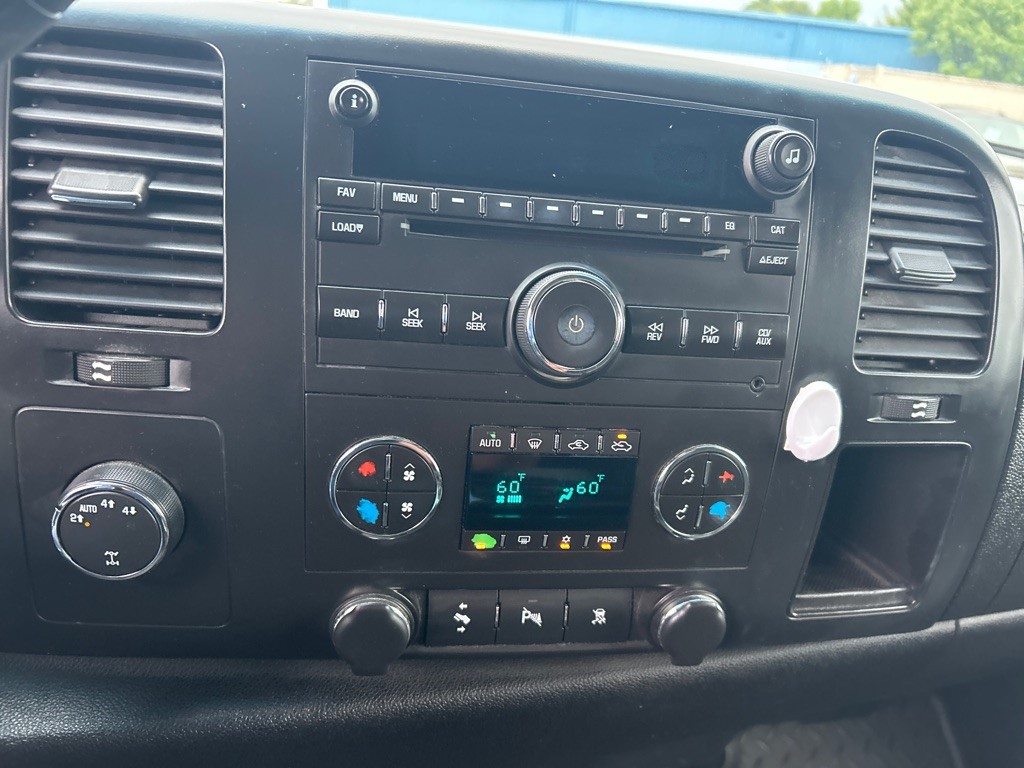 i
FAV MENU EQ CAT
LOAD EJECT
BAND SEEK SEEK REV FWD CD/AUX
AUTO
60°F 60°F
PASS
AUTO 4↑ 4↓
2↑